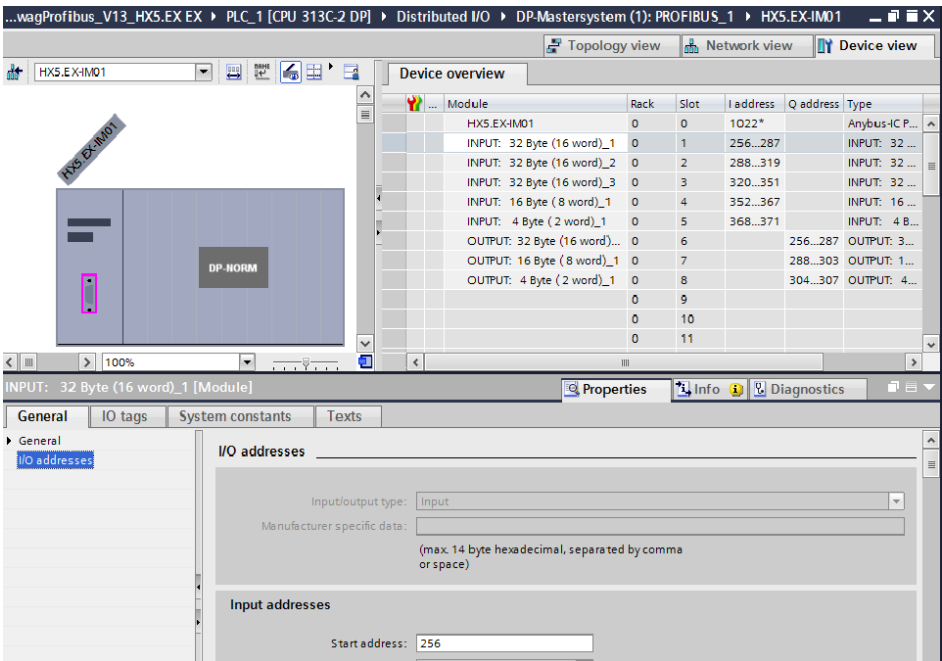 ...wagProfibus_V13_HX5.EX EX ▸ PLC_1 [CPU 313C-2 DP] ▸ Distributed I/O ▸ DP-Mastersystem (1): PROFIBUS_1 ▸ HX5.EX-IM01
Topology view Network view Device view
HX5.EX-IM01
Device overview
... Module Rack Slot I address Q address Type
HX5.EX-IM01 0 0 1022* Anybus-IC P...
INPUT: 32 Byte (16 word)_1 0 1 256...287 INPUT: 32 ...
INPUT: 32 Byte (16 word)_2 0 2 288...319 INPUT: 32 ...
INPUT: 32 Byte (16 word)_3 0 3 320...351 INPUT: 32 ...
INPUT: 16 Byte ( 8 word)_1 0 4 352...367 INPUT: 16 ...
INPUT: 4 Byte ( 2 word)_1 0 5 368...371 INPUT: 4 B...
OUTPUT: 32 Byte (16 word)... 0 6 256...287 OUTPUT: 3...
OUTPUT: 16 Byte ( 8 word)_1 0 7 288...303 OUTPUT: 1...
OUTPUT: 4 Byte ( 2 word)_1 0 8 304...307 OUTPUT: 4...
0 9
0 10
0 11
HX5.EX-IM01
DP-NORM
100%
INPUT: 32 Byte (16 word)_1 [Module]
Properties Info Diagnostics
General IO tags System constants Texts
General
I/O addresses
I/O addresses
Input/output type: Input
Manufacturer specific data:
(max. 14 byte hexadecimal, separated by comma
or space)
Input addresses
Start address: 256